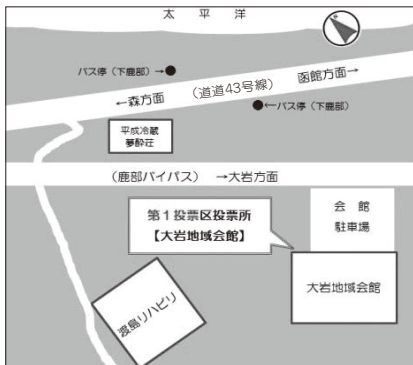 太平洋
バス停（下鹿部）→●
←森方面
（道道43号線）
函館方面→
●←バス停（下鹿部）
平成冷蔵
夢酔荘
（鹿部バイパス）　→大岩方面
第１投票区投票所
【大岩地域会館】
会館
駐車場
大岩地域会館
渡島リハビリ